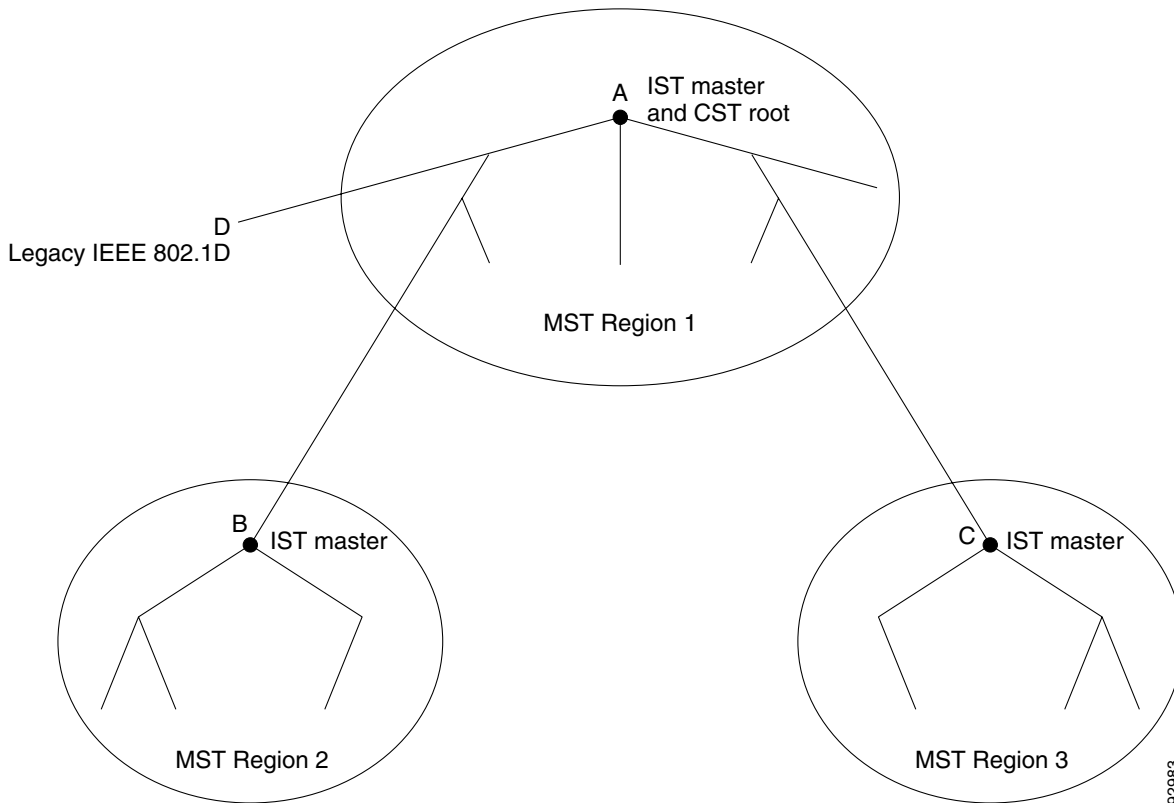 A
IST master
and CST root
D
Legacy IEEE 802.1D
MST Region 1
B
IST master
C
IST master
MST Region 2
MST Region 3
92983